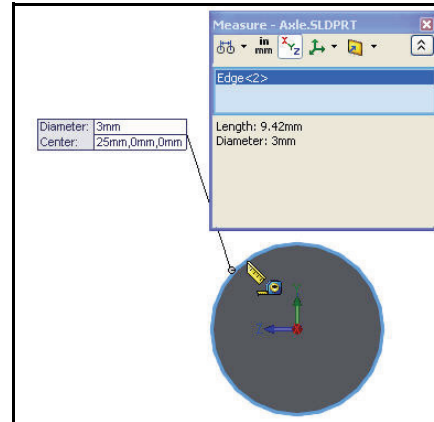 Measure - Axle.SLDPRT
in
mm
X
Y
Z
Edge<2>
Length: 9.42mm
Diameter: 3mm
Diameter: 3mm
Center: 25mm,0mm,0mm
Y
Z